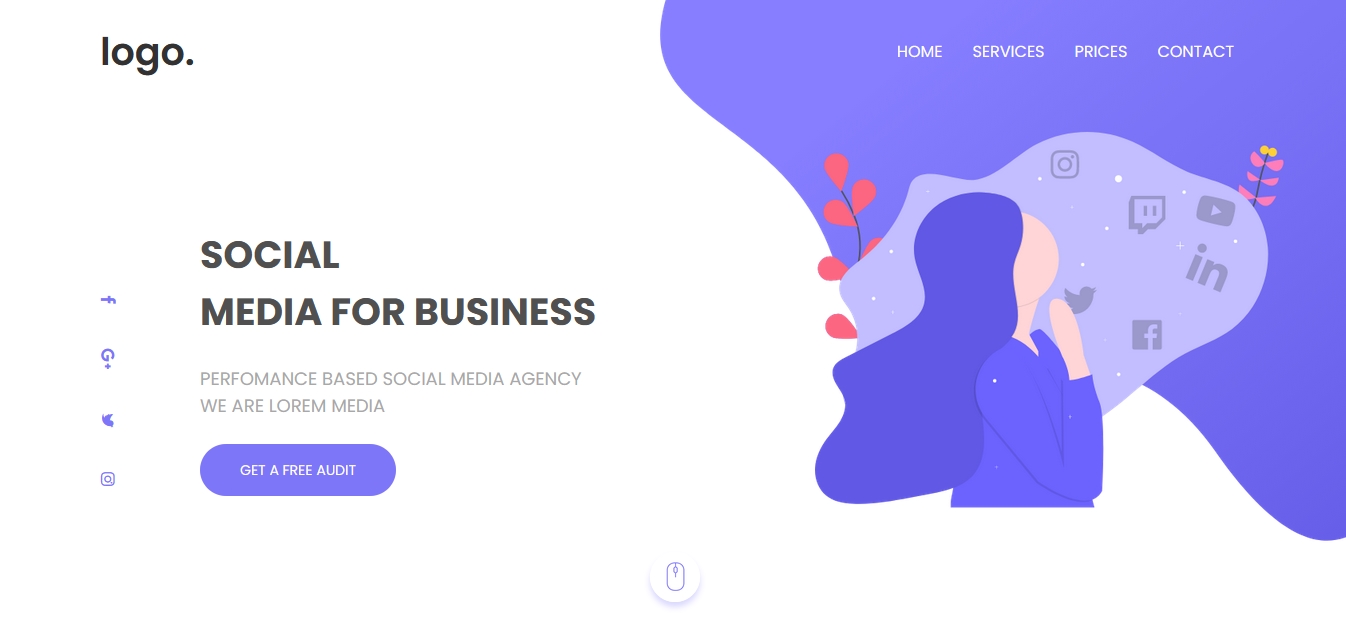 logo.
HOME SERVICES PRICES CONTACT
SOCIAL
MEDIA FOR BUSINESS
PERFOMANCE BASED SOCIAL MEDIA AGENCY
WE ARE LOREM MEDIA
GET A FREE AUDIT